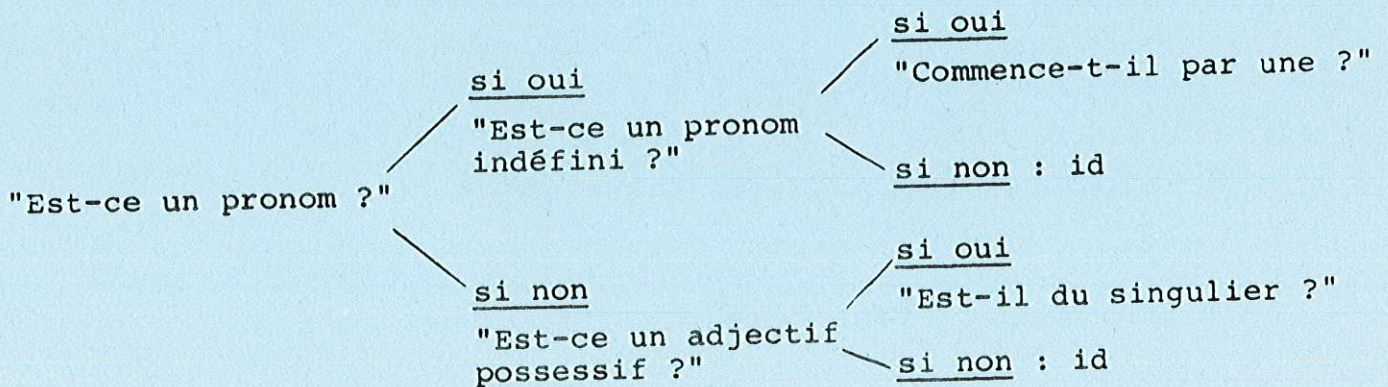 si oui
"Commence-t-il par une ?"
si oui
"Est-ce un pronom
indéfini ?"
si non : id
"Est-ce un pronom ?"
si oui
"Est-il du singulier ?"
si non
"Est-ce un adjectif
possessif ?"
si non : id